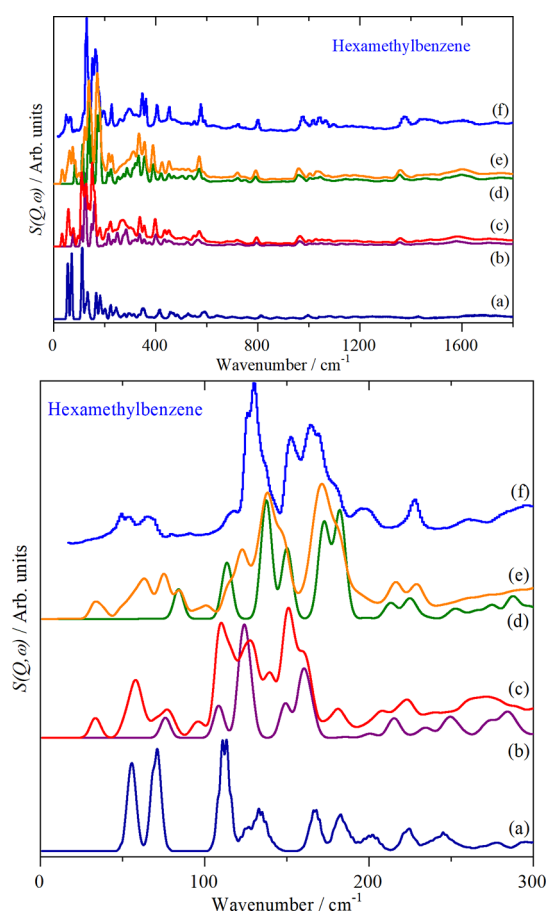 Hexamethylbenzene
(f)
(e)
(d)
(c)
(b)
(a)
S(Q,ω) / Arb. units
0 400 800 1200 1600
Wavenumber / cm⁻¹
Hexamethylbenzene
(f)
(e)
(d)
(c)
(b)
(a)
S(Q,ω) / Arb. units
0 100 200 300
Wavenumber / cm⁻¹